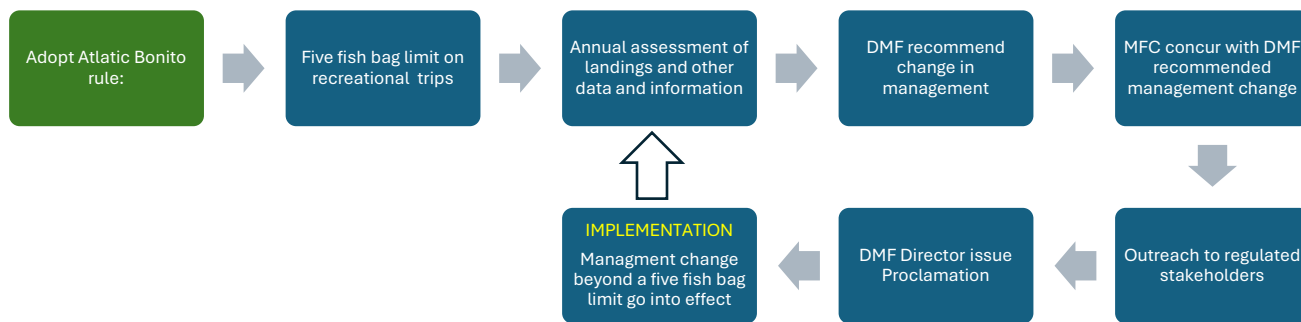 Adopt Atlatic Bonito
rule:
Five fish bag limit on
recreational trips
Annual assessment of
landings and other
data and information
DMF recommend
change in
management
MFC concur with DMF
recommended
management change
Outreach to regulated
stakeholders
DMF Director issue
Proclamation
IMPLEMENTATION
Managment change
beyond a five fish bag
limit go into effect